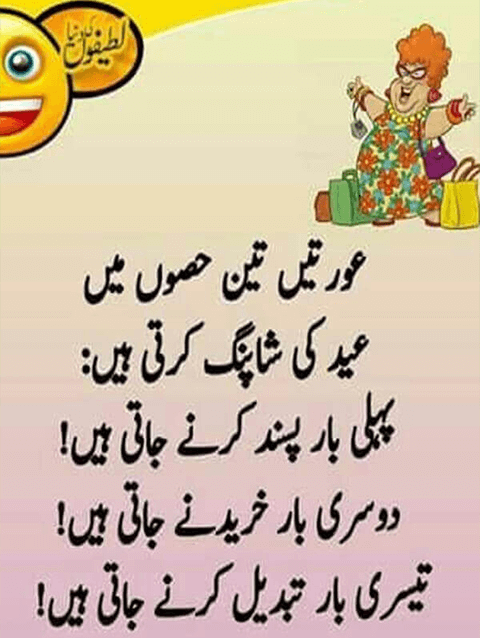 لطیفوں کی دنیا
عورتیں تین حصوں میں
عید کی شاپنگ کرتی ہیں:
پہلی بار پسند کرنے جاتی ہیں!
دوسری بار خریدنے جاتی ہیں!
تیسری بار تبدیل کرنے جاتی ہیں!